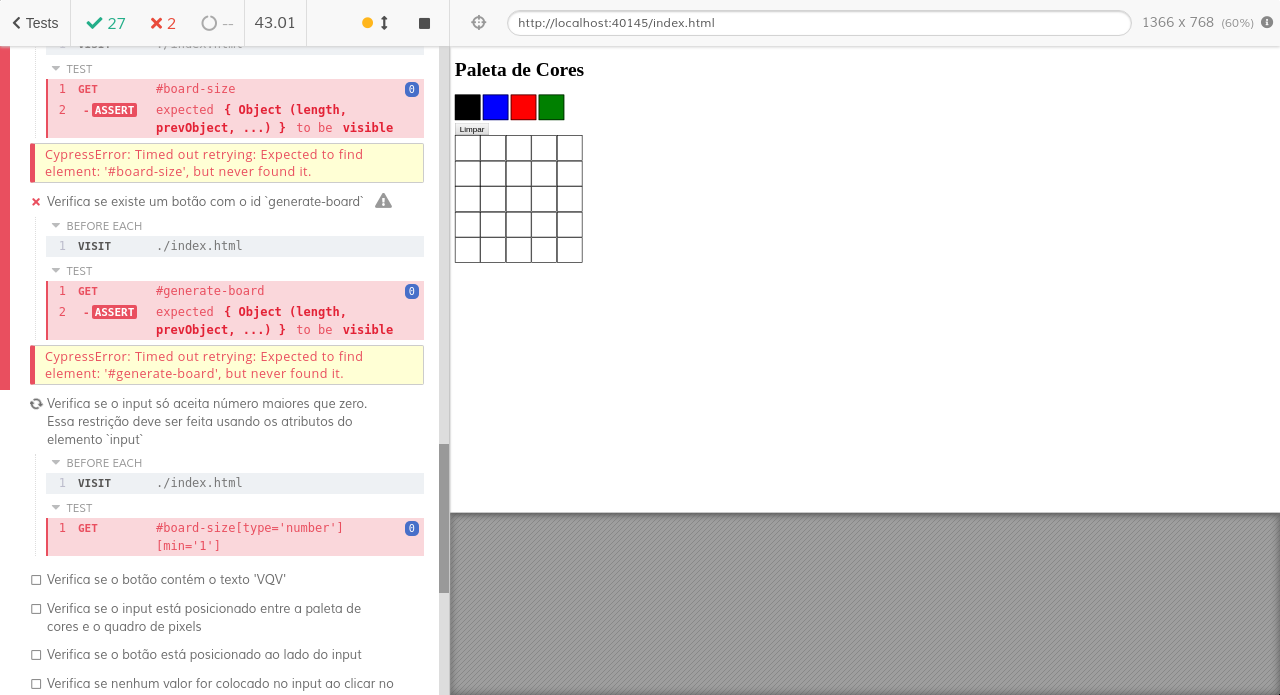 Tests
27
2
--
43.01
http://localhost:40145/index.html
1366 x 768 (60%)
1 VISIT ./index.html
TEST
1 GET #board-size 0
2 -ASSERT expected { Object (length,
prevObject, ...) } to be visible
CypressError: Timed out retrying: Expected to find
element: '#board-size', but never found it.
Verifica se existe um botão com o id `generate-board`
BEFORE EACH
1 VISIT ./index.html
TEST
1 GET #generate-board 0
2 -ASSERT expected { Object (length,
prevObject, ...) } to be visible
CypressError: Timed out retrying: Expected to find
element: '#generate-board', but never found it.
Verifica se o input só aceita número maiores que zero.
Essa restrição deve ser feita usando os atributos do
elemento `input`
BEFORE EACH
1 VISIT ./index.html
TEST
1 GET #board-size[type='number'] 0
[min='1']
Verifica se o botão contém o texto 'VQV'
Verifica se o input está posicionado entre a paleta de
cores e o quadro de pixels
Verifica se o botão está posicionado ao lado do input
Verifica se nenhum valor for colocado no input ao clicar no
Paleta de Cores
Limpar